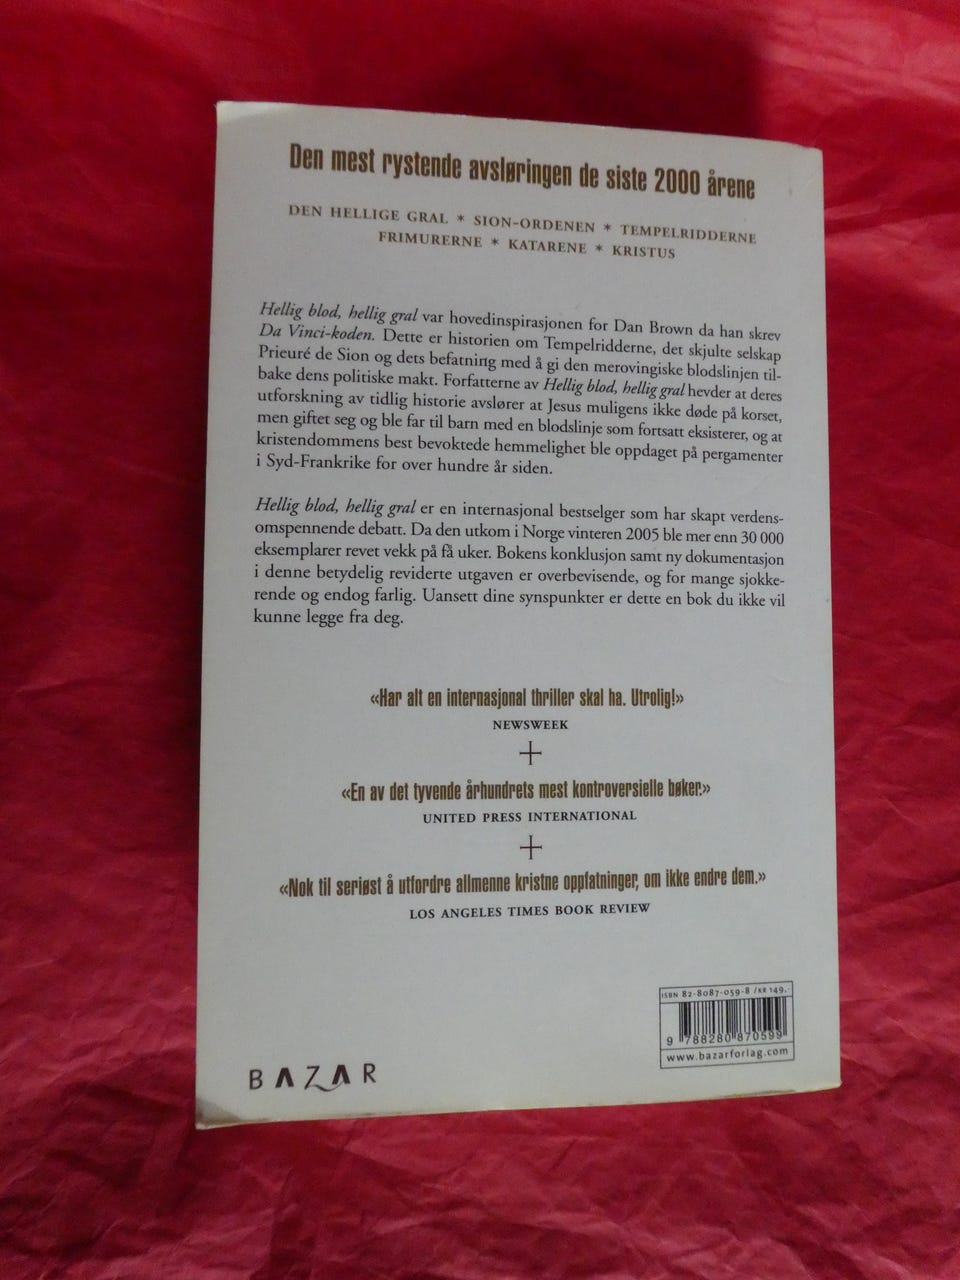 Den mest rystende avsløringen de siste 2000 årene
DEN HELLIGE GRAL * SION-ORDENEN * TEMPELRIDDERNE
FRIMURERNE * KATARENE * KRISTUS
Hellig blod, hellig gral var hovedinspirasjonen for Dan Brown da han skrev
Da Vinci-koden. Dette er historien om Tempelridderne, det skjulte selskap
Prieuré de Sion og dets befatning med å gi den merovingiske blodslinjen til-
bake dens politiske makt. Forfatterne av Hellig blod, hellig gral hevder at deres
utforskning av tidlig historie avslører at Jesus muligens ikke døde på korset,
men giftet seg og ble far til barn med en blodslinje som fortsatt eksisterer, og at
kristendommens best bevoktede hemmelighet ble oppdaget på pergamenter
i Syd-Frankrike for over hundre år siden.
Hellig blod, hellig gral er en internasjonal bestselger som har skapt verdens-
omspennende debatt. Da den utkom i Norge vinteren 2005 ble mer enn 30 000
eksemplarer revet vekk på få uker. Bokens konklusjon samt ny dokumentasjon
i denne betydelig reviderte utgaven er overbevisende, og for mange sjokke-
rende og endog farlig. Uansett dine synspunkter er dette en bok du ikke vil
kunne legge fra deg.
«Har alt en internasjonal thriller skal ha. Utrolig!»
NEWSWEEK
«En av det tyvende århundrets mest kontroversielle bøker.»
UNITED PRESS INTERNATIONAL
«Nok til seriøst å utfordre allmenne kristne oppfatninger, om ikke endre dem.»
LOS ANGELES TIMES BOOK REVIEW
ISBN 82-8087-059-8 /KR 149,-
9 788280 870599
www.bazarforlag.com
BAZAR